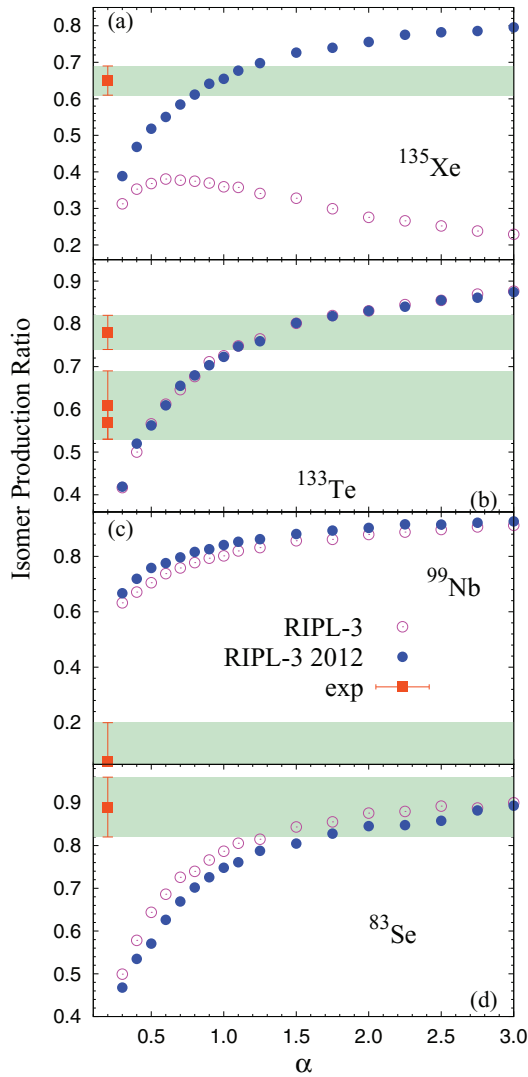 (a)
0.8
0.7
0.6
0.5
0.4
0.3
0.2
¹³⁵Xe
0.9
0.8
0.7
0.6
0.5
0.4
¹³³Te
(b)
Isomer Production Ratio
(c)
0.8
0.6
0.4
0.2
⁹⁹Nb
RIPL-3
RIPL-3 2012
exp
0.9
0.8
0.7
0.6
0.5
0.4
⁸³Se
(d)
0.5 1.0 1.5 2.0 2.5 3.0
α